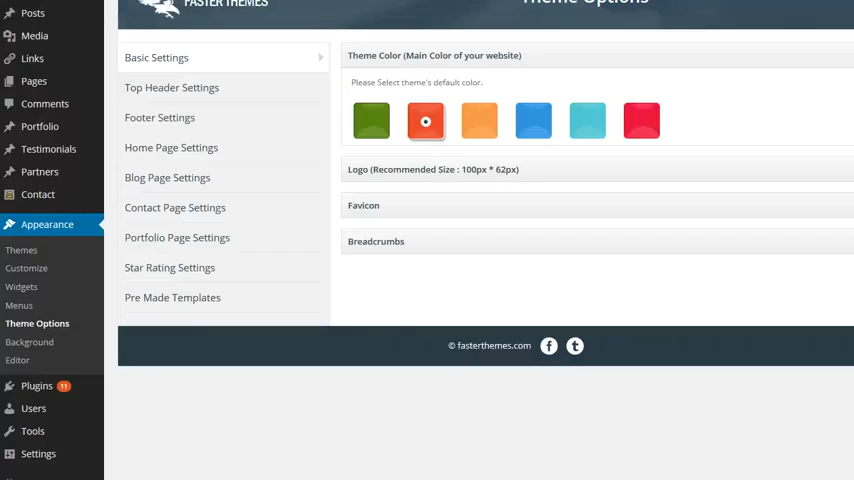 FASTER THEMES
Theme Options
Posts
Media
Links
Pages
Comments
Portfolio
Testimonials
Partners
Contact
Appearance
Themes
Customize
Widgets
Menus
Theme Options
Background
Editor
Plugins 11
Users
Tools
Settings
Basic Settings
Top Header Settings
Footer Settings
Home Page Settings
Blog Page Settings
Contact Page Settings
Portfolio Page Settings
Star Rating Settings
Pre Made Templates
Theme Color (Main Color of your website)
Please Select theme's default color.
Logo (Recommended Size : 100px * 62px)
Favicon
Breadcrumbs
© fasterthemes.com f t